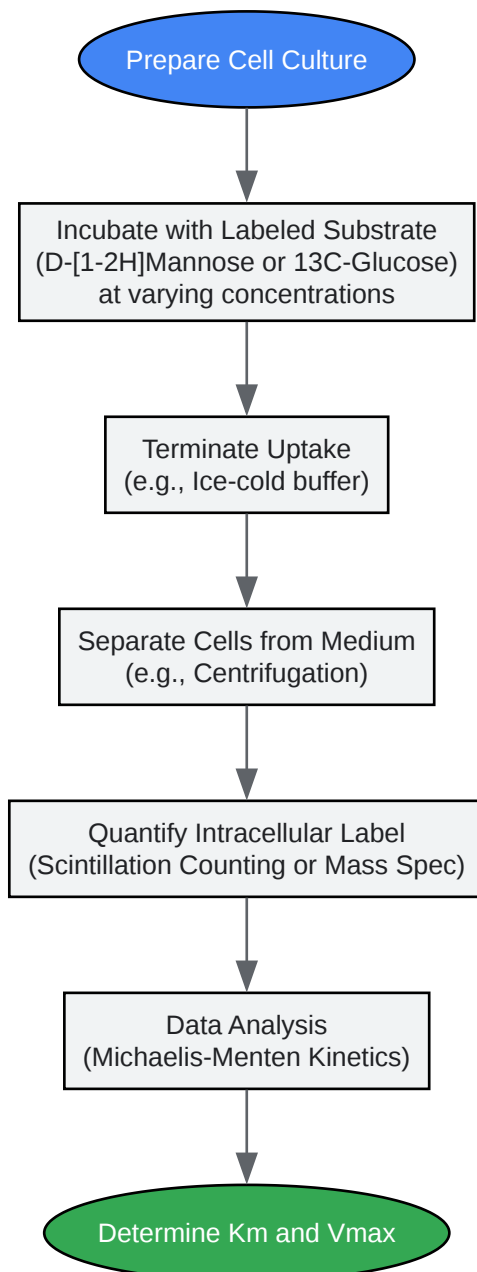 Prepare Cell Culture
Incubate with Labeled Substrate
(D-[1-2H]Mannose or 13C-Glucose)
at varying concentrations
Terminate Uptake
(e.g., Ice-cold buffer)
Separate Cells from Medium
(e.g., Centrifugation)
Quantify Intracellular Label
(Scintillation Counting or Mass Spec)
Data Analysis
(Michaelis-Menten Kinetics)
Determine Km and Vmax